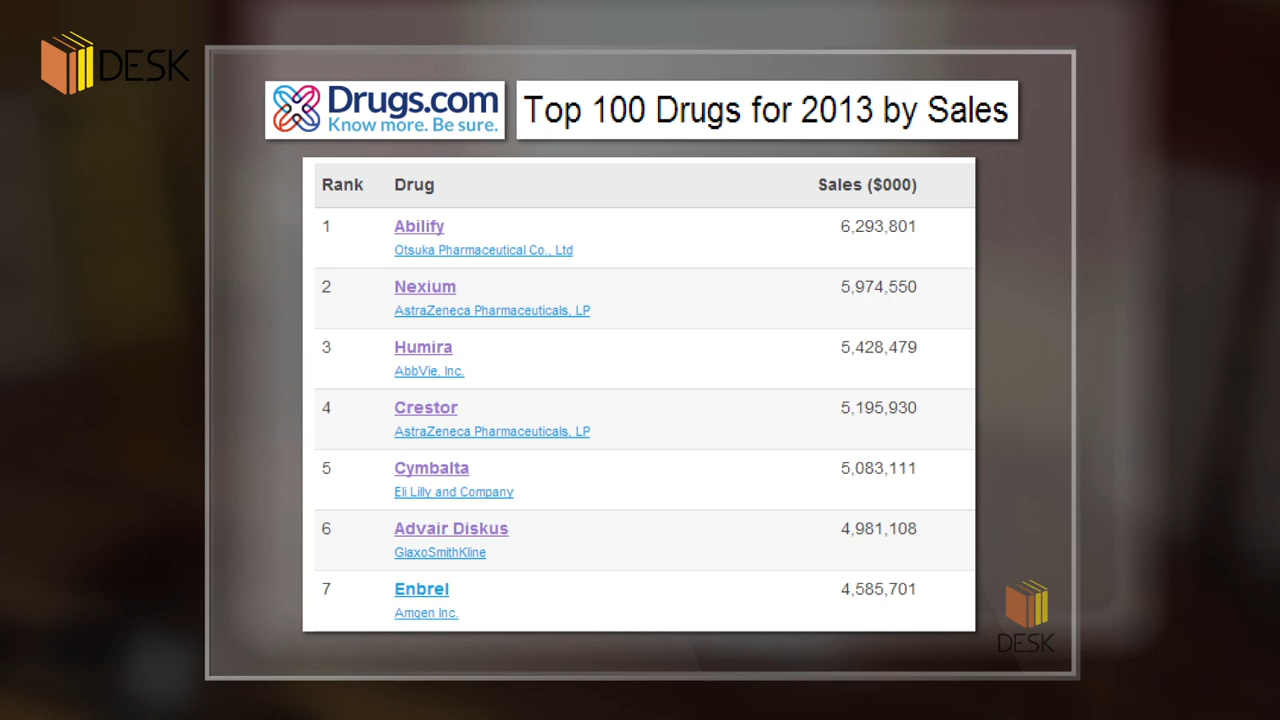 DESK
Drugs.com
Know more. Be sure.
Top 100 Drugs for 2013 by Sales
Rank Drug Sales ($000)
1 Abilify 6,293,801
Otsuka Pharmaceutical Co., Ltd
2 Nexium 5,974,550
AstraZeneca Pharmaceuticals, LP
3 Humira 5,428,479
AbbVie, Inc.
4 Crestor 5,195,930
AstraZeneca Pharmaceuticals, LP
5 Cymbalta 5,083,111
Eli Lilly and Company
6 Advair Diskus 4,981,108
GlaxoSmithKline
7 Enbrel 4,585,701
Amgen Inc.
DESK